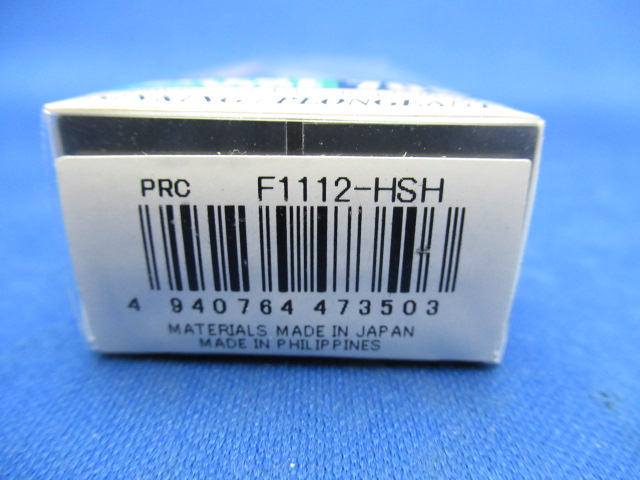 PRC F1112-HSH
4 940764 473503
MATERIALS MADE IN JAPAN
MADE IN PHILIPPINES